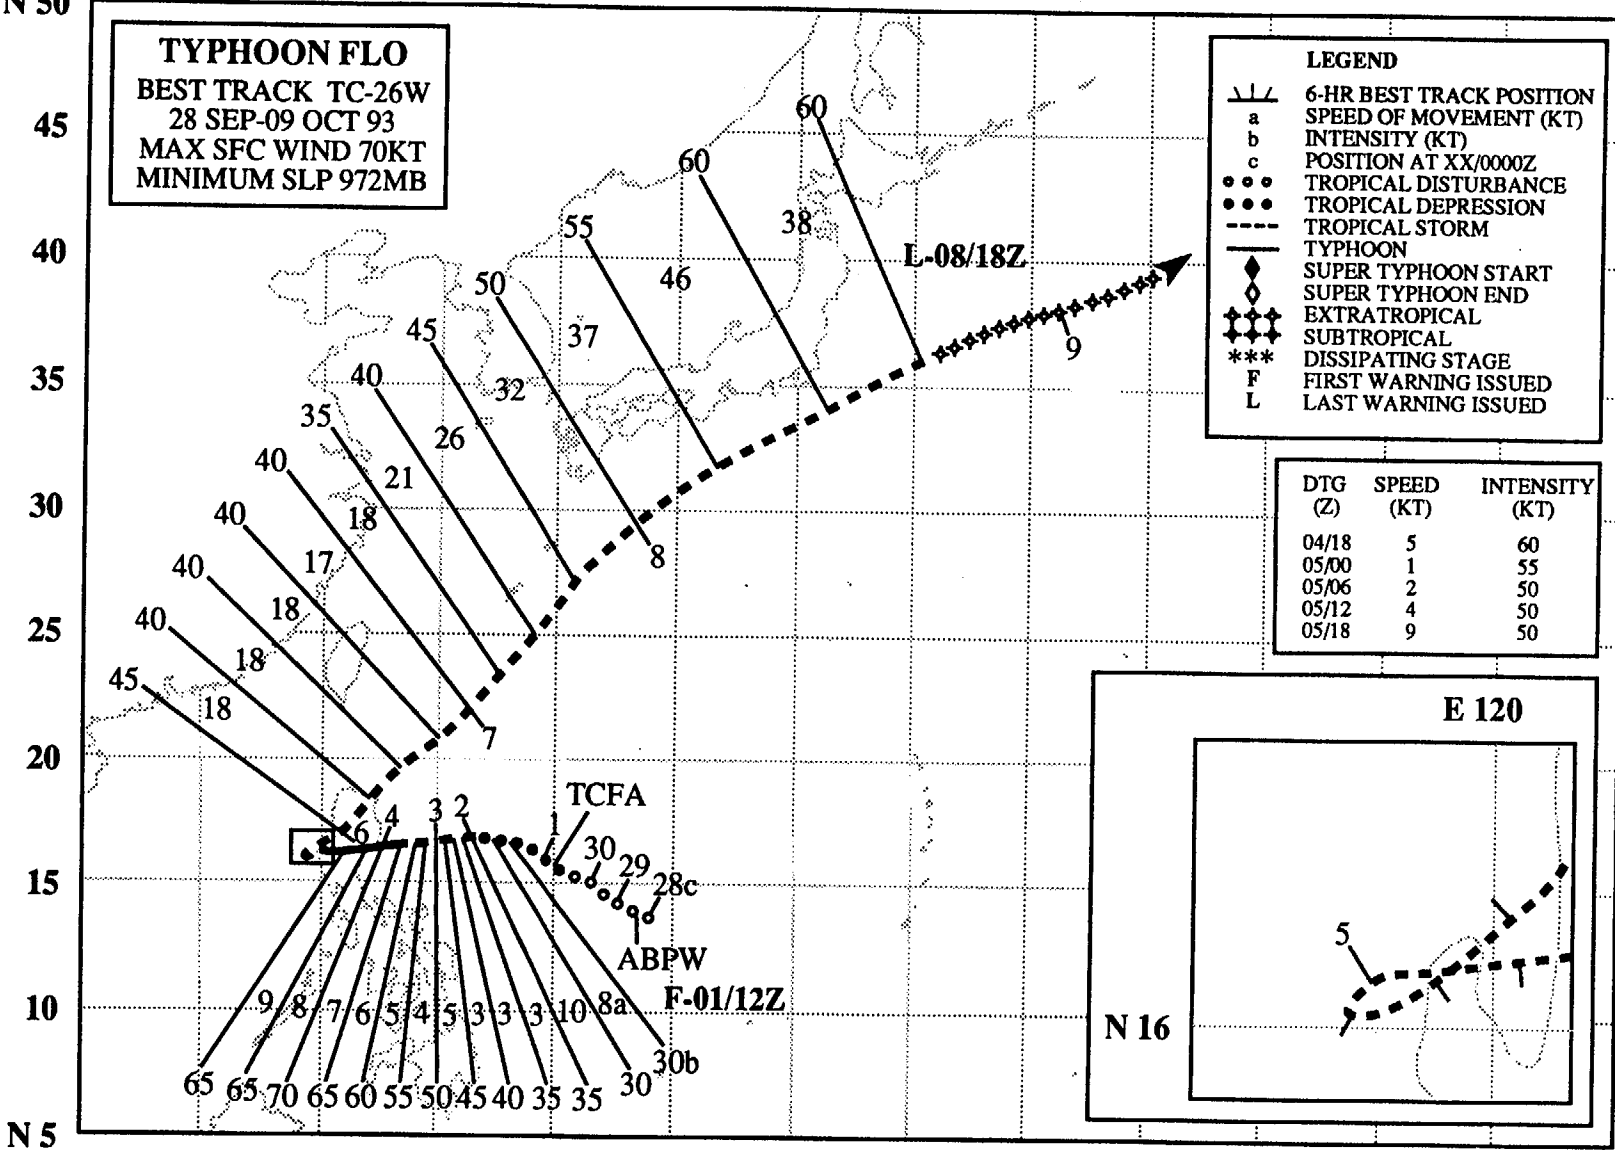 N 50
45
40
35
30
25
20
15
10
N 5
TYPHOON FLO
BEST TRACK TC-26W
28 SEP-09 OCT 93
MAX SFC WIND 70KT
MINIMUM SLP 972MB
LEGEND
6-HR BEST TRACK POSITION
a SPEED OF MOVEMENT (KT)
b INTENSITY (KT)
c POSITION AT XX/0000Z
TROPICAL DISTURBANCE
TROPICAL DEPRESSION
TROPICAL STORM
TYPHOON
SUPER TYPHOON START
SUPER TYPHOON END
EXTRATROPICAL
SUBTROPICAL
*** DISSIPATING STAGE
F FIRST WARNING ISSUED
L LAST WARNING ISSUED
DTG SPEED INTENSITY
(Z) (KT) (KT)
04/18 5 60
05/00 1 55
05/06 2 50
05/12 4 50
05/18 9 50
E 120
5
N 16
60
60
38
L-08/18Z
55
46
50
37
9
45
32
40
26
35
21
40
18
8
40
17
40
18
40
18
45
18
7
TCFA
6 4 3 2 1
30
29
28c
ABPW
F-01/12Z
9 8 7 6 5 4 5 3 3 3 10 8a
65 65 70 65 60 55 50 45 40 35 35 30 30b